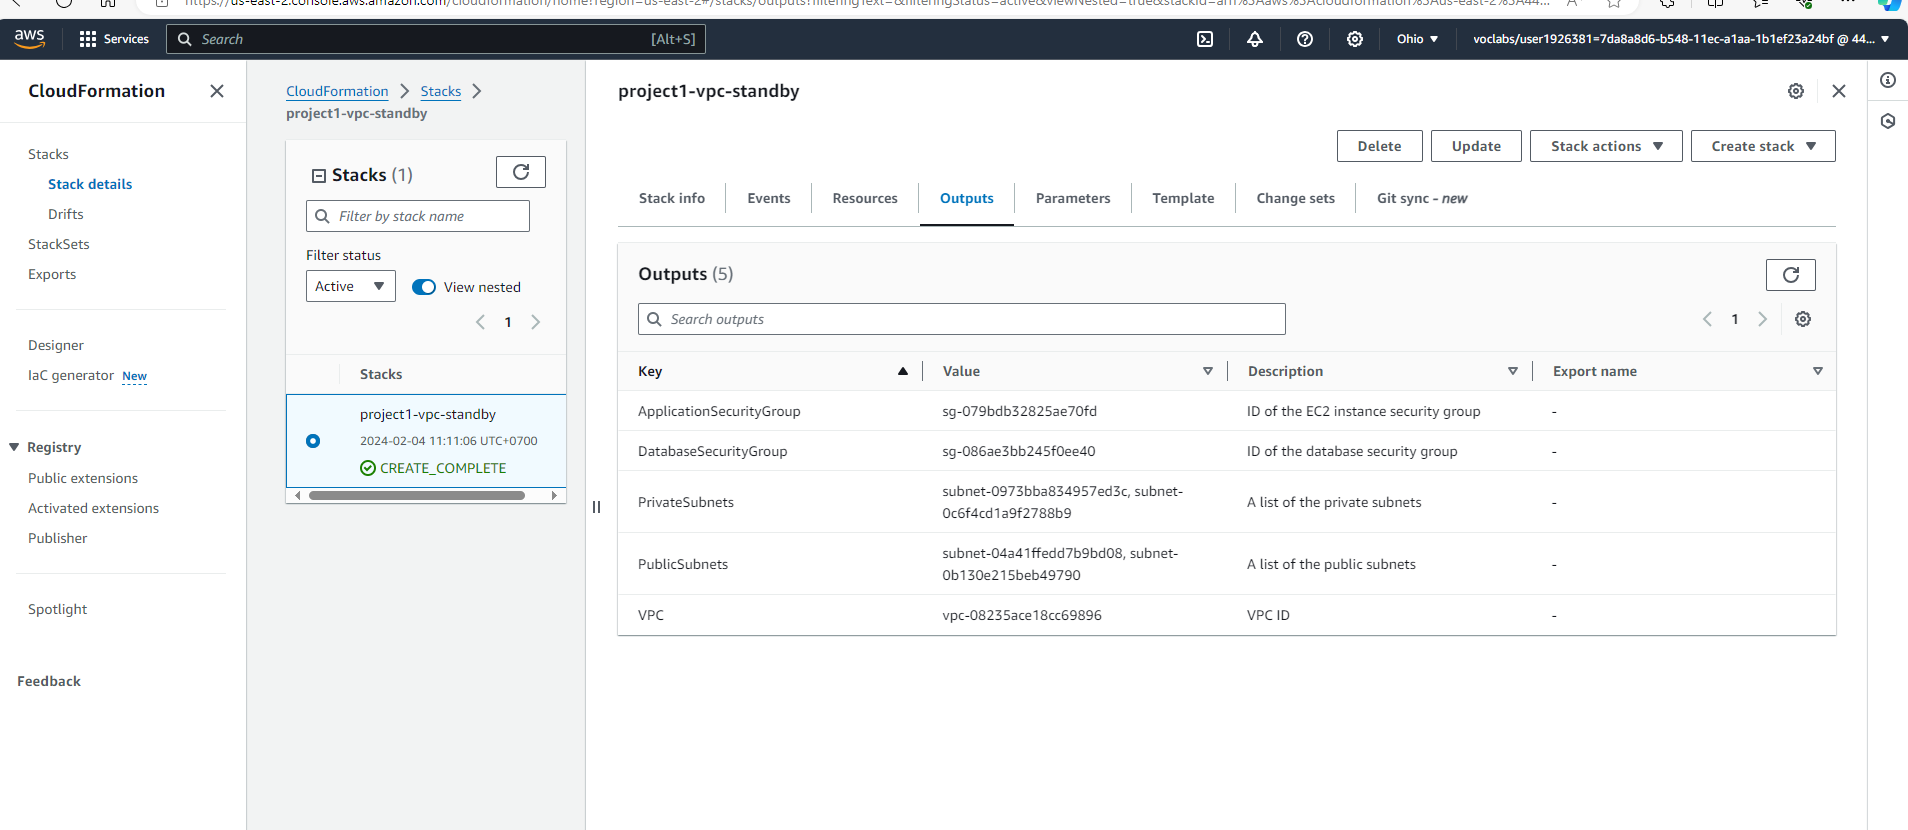 https://us-east-2.console.aws.amazon.com/cloudformation/home?region=us-east-2#/stacks/outputs?filteringText=&filteringStatus=active&viewNested=true&stackId=arn%3Aaws%3Acloudformation%3Aus-east-2%3A44...
aws
Services
Search
[Alt+S]
Ohio
voclabs/user1926381=7da8a8d6-b548-11ec-a1aa-1b1ef23a24bf @ 44...
CloudFormation
Stacks
Stack details
Drifts
StackSets
Exports
Designer
IaC generator New
Registry
Public extensions
Activated extensions
Publisher
Spotlight
Feedback
CloudFormation
Stacks
project1-vpc-standby
Stacks (1)
Filter by stack name
Filter status
Active
View nested
1
Stacks
project1-vpc-standby
2024-02-04 11:11:06 UTC+0700
CREATE_COMPLETE
project1-vpc-standby
Delete
Update
Stack actions
Create stack
Stack info
Events
Resources
Outputs
Parameters
Template
Change sets
Git sync - new
Outputs (5)
Search outputs
1
Key
Value
Description
Export name
ApplicationSecurityGroup
sg-079bdb32825ae70fd
ID of the EC2 instance security group
-
DatabaseSecurityGroup
sg-086ae3bb245f0ee40
ID of the database security group
-
PrivateSubnets
subnet-0973bba834957ed3c, subnet-
0c6f4cd1a9f2788b9
A list of the private subnets
-
PublicSubnets
subnet-04a41ffedd7b9bd08, subnet-
0b130e215beb49790
A list of the public subnets
-
VPC
vpc-08235ace18cc69896
VPC ID
-